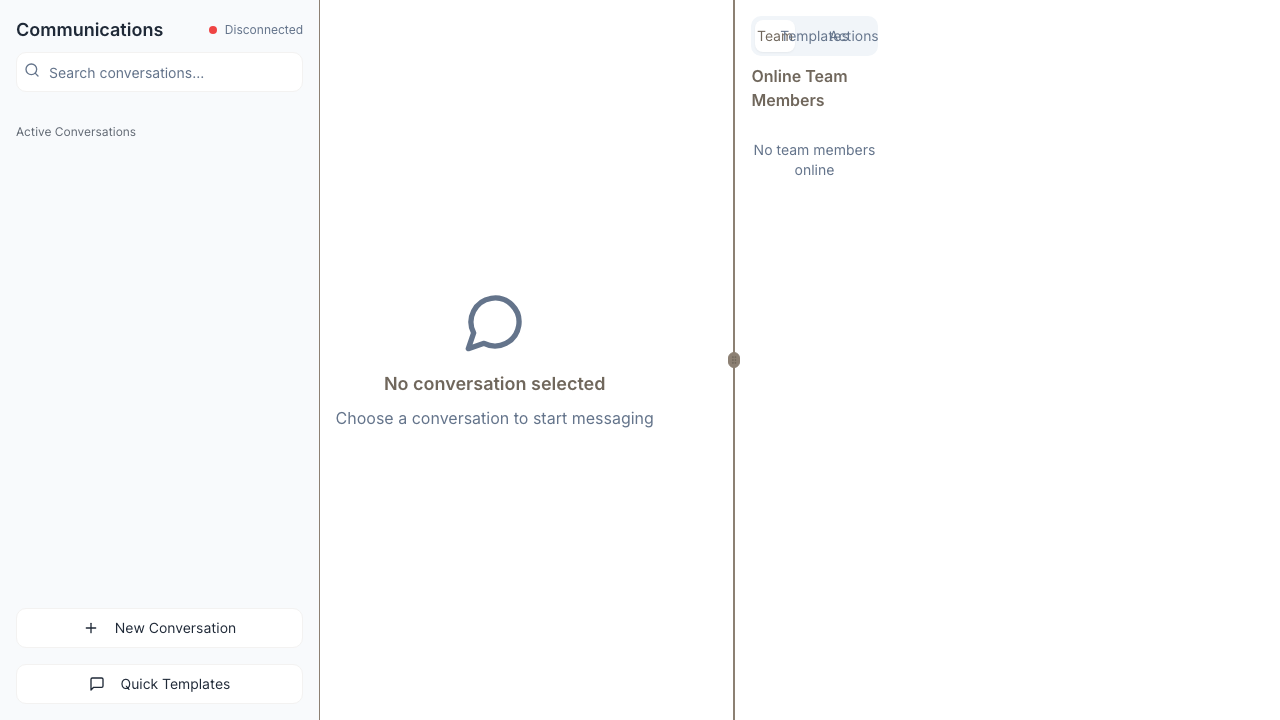 Communications
Disconnected
Search conversations...
Active Conversations
New Conversation
Quick Templates
No conversation selected
Choose a conversation to start messaging
Team
Templates
Actions
Online Team
Members
No team members
online